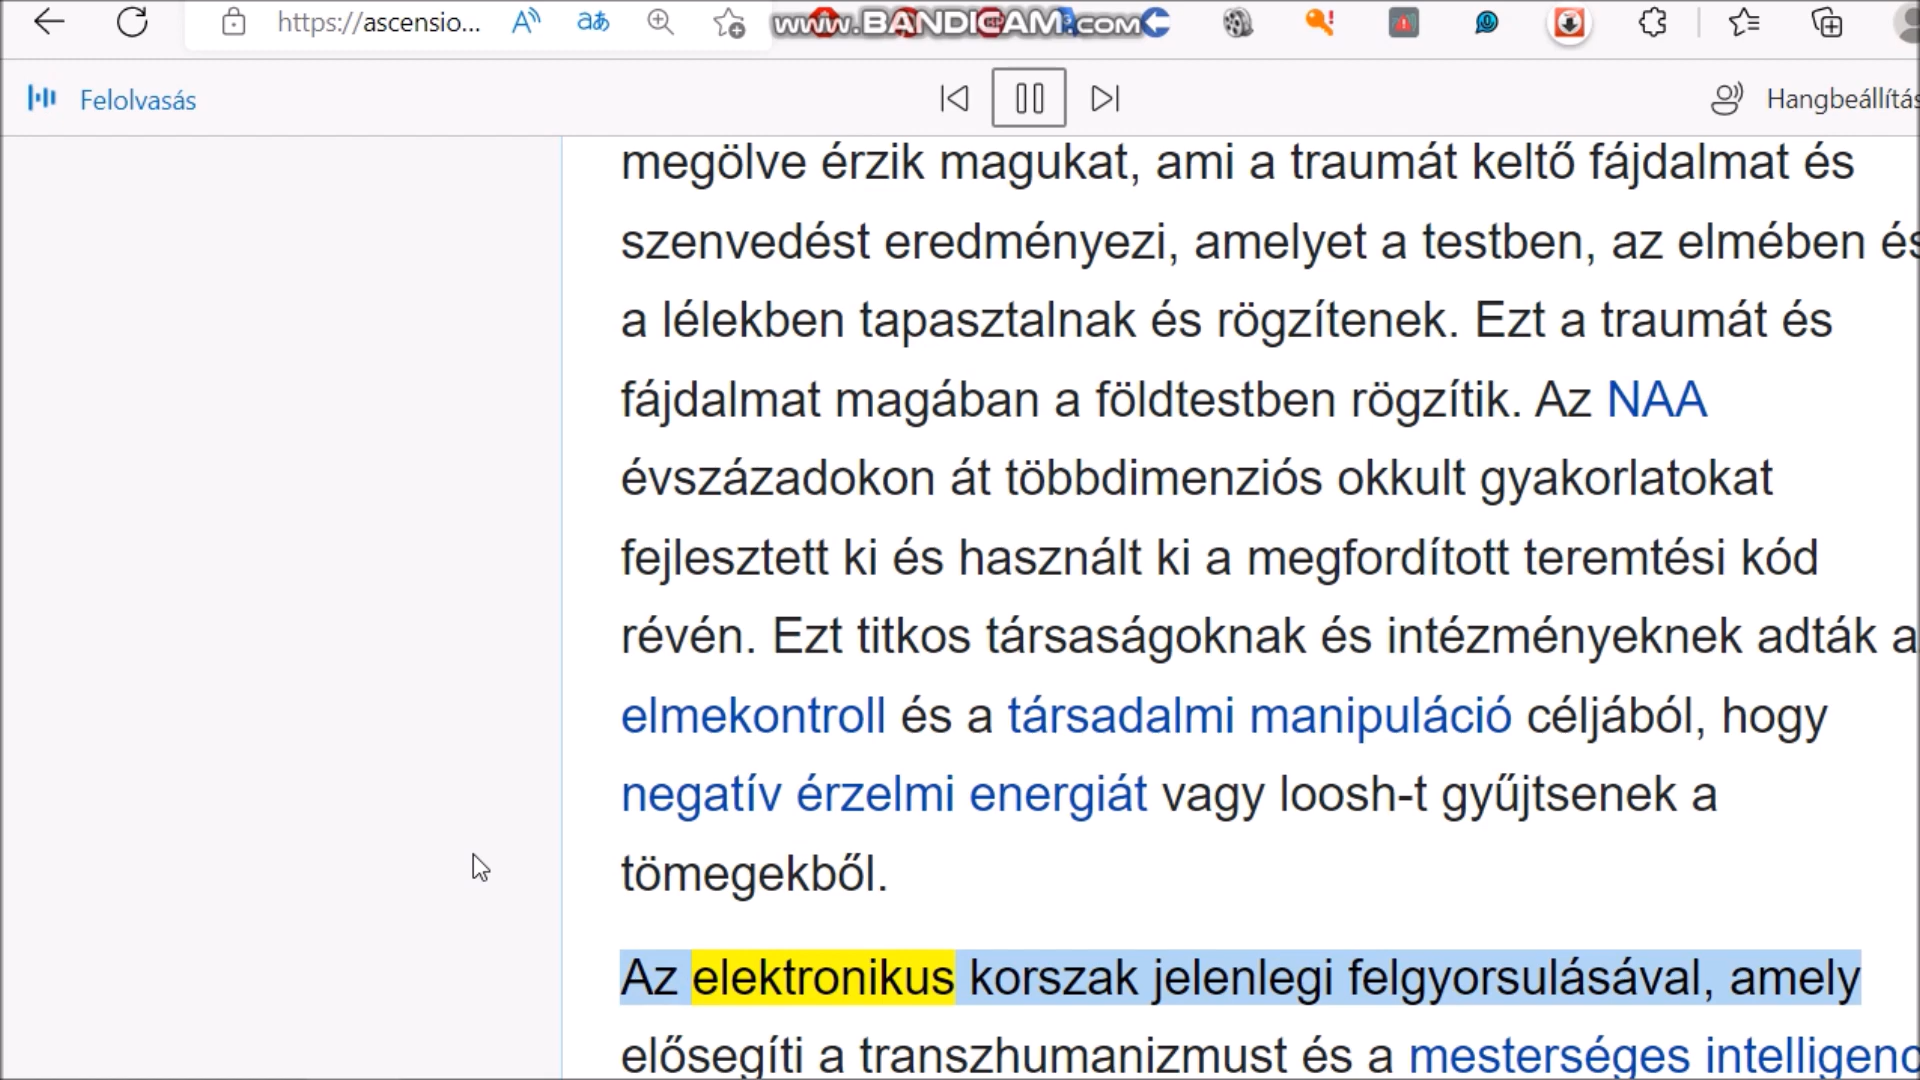 https://ascensio...
www.BANDICAM.com
Felolvasás
Hangbeállítás
megölve érzik magukat, ami a traumát keltő fájdalmat és
szenvedést eredményezi, amelyet a testben, az elmében és
a lélekben tapasztalnak és rögzítenek. Ezt a traumát és
fájdalmat magában a földtestben rögzítik. Az NAA
évszázadokon át többdimenziós okkult gyakorlatokat
fejlesztett ki és használt ki a megfordított teremtési kód
révén. Ezt titkos társaságoknak és intézményeknek adták a
elmekontroll és a társadalmi manipuláció céljából, hogy
negatív érzelmi energiát vagy loosh-t gyűjtsenek a
tömegekből.
Az elektronikus korszak jelenlegi felgyorsulásával, amely
elősegíti a transzhumanizmust és a mesterséges intelligenc